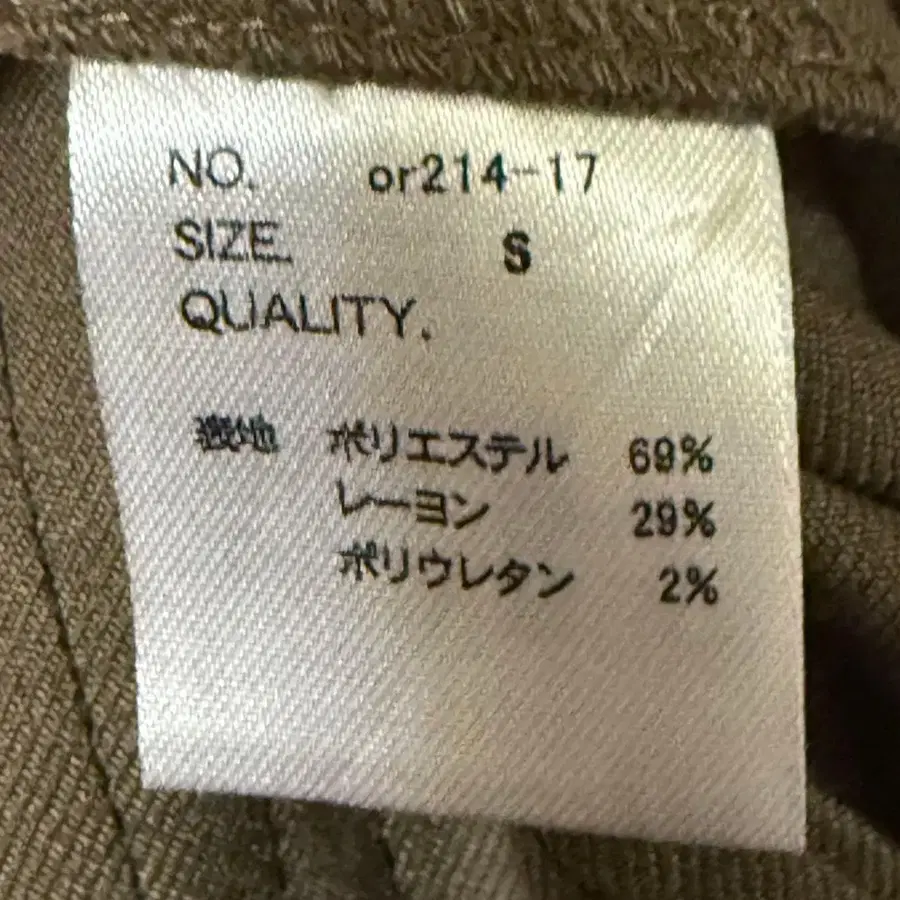 NO. or214-17
SIZE. S
QUALITY.
表地 ポリエステル 69%
レーヨン 29%
ポリウレタン 2%